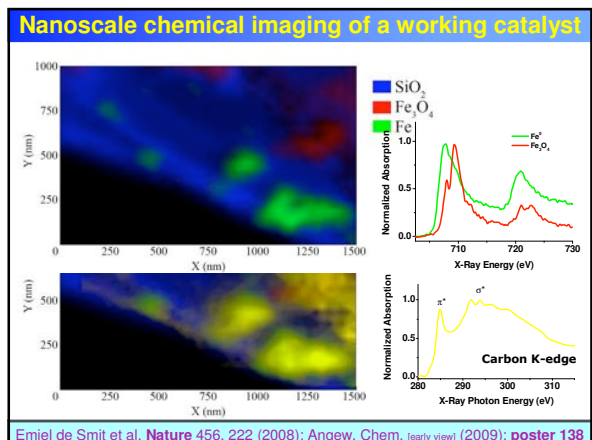 Nanoscale chemical imaging of a working catalyst
1000
750
500
250
0
Y (nm)
0 250 500 750 1000 1250 1500
X (nm)
SiO2
Fe3O4
Fe
Normalized Absorption
1.0
0.5
0.0
Fe0
Fe3O4
710 720 730
X-Ray Energy (eV)
500
250
0
Y (nm)
0 250 500 750 1000 1250 1500
X (nm)
Normalized Absorption
1.0
0.5
0.0
π* σ*
Carbon K-edge
280 290 300 310
X-Ray Photon Energy (eV)
Emiel de Smit et al. Nature 456, 222 (2008); Angew. Chem. [early view] (2009); poster 138